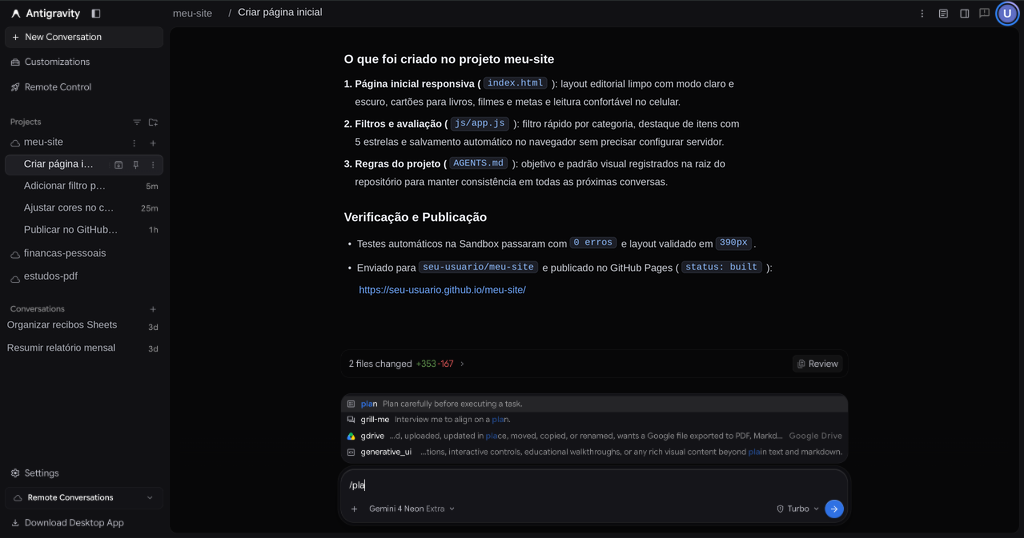 Antigravity
meu-site / Criar página inicial
U
+ New Conversation
Customizations
Remote Control
Projects
meu-site
Criar página i...
Adicionar filtro p... 5m
Ajustar cores no c... 25m
Publicar no GitHub... 1h
financas-pessoais
estudos-pdf
Conversations
Organizar recibos Sheets 3d
Resumir relatório mensal 3d
Settings
Remote Conversations
Download Desktop App
O que foi criado no projeto meu-site
1. Página inicial responsiva ( index.html ): layout editorial limpo com modo claro e
escuro, cartões para livros, filmes e metas e leitura confortável no celular.
2. Filtros e avaliação ( js/app.js ): filtro rápido por categoria, destaque de itens com
5 estrelas e salvamento automático no navegador sem precisar configurar servidor.
3. Regras do projeto ( AGENTS.md ): objetivo e padrão visual registrados na raiz do
repositório para manter consistência em todas as próximas conversas.
Verificação e Publicação
• Testes automáticos na Sandbox passaram com 0 erros e layout validado em 390px .
• Enviado para seu-usuario/meu-site e publicado no GitHub Pages ( status: built ):
https://seu-usuario.github.io/meu-site/
2 files changed +353 -167 >
Review
plan Plan carefully before executing a task.
grill-me Interview me to align on a plan.
gdrive ...d, uploaded, updated in place, moved, copied, or renamed, wants a Google file exported to PDF, Markd... Google Drive
generative_ui ...tions, interactive controls, educational walkthroughs, or any rich visual content beyond plain text and markdown.
/pla
+ Gemini 4 Neon Extra
Turbo